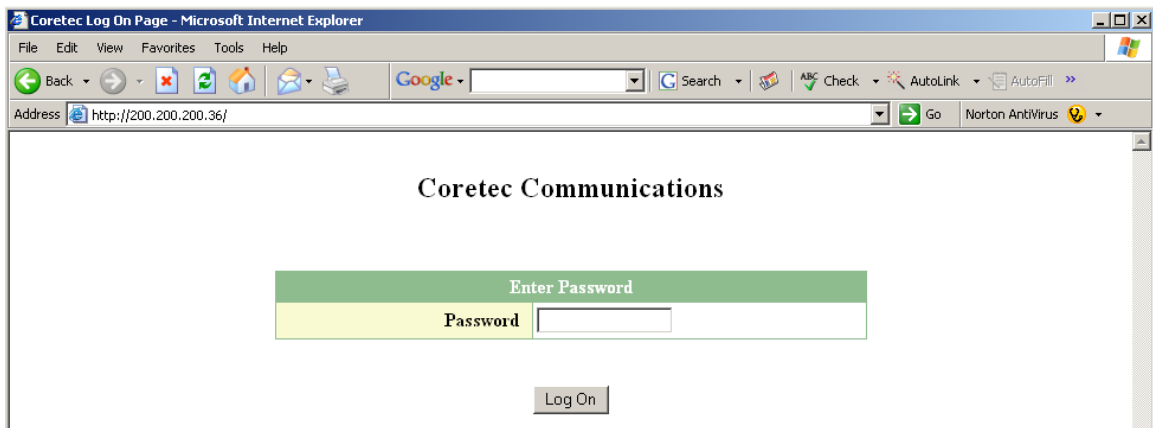 Coretec Log On Page - Microsoft Internet Explorer
File Edit View Favorites Tools Help
Back Google Search ABC Check AutoLink AutoFill »
Address http://200.200.200.36/ Go Norton AntiVirus
Coretec Communications
Enter Password
Password
Log On